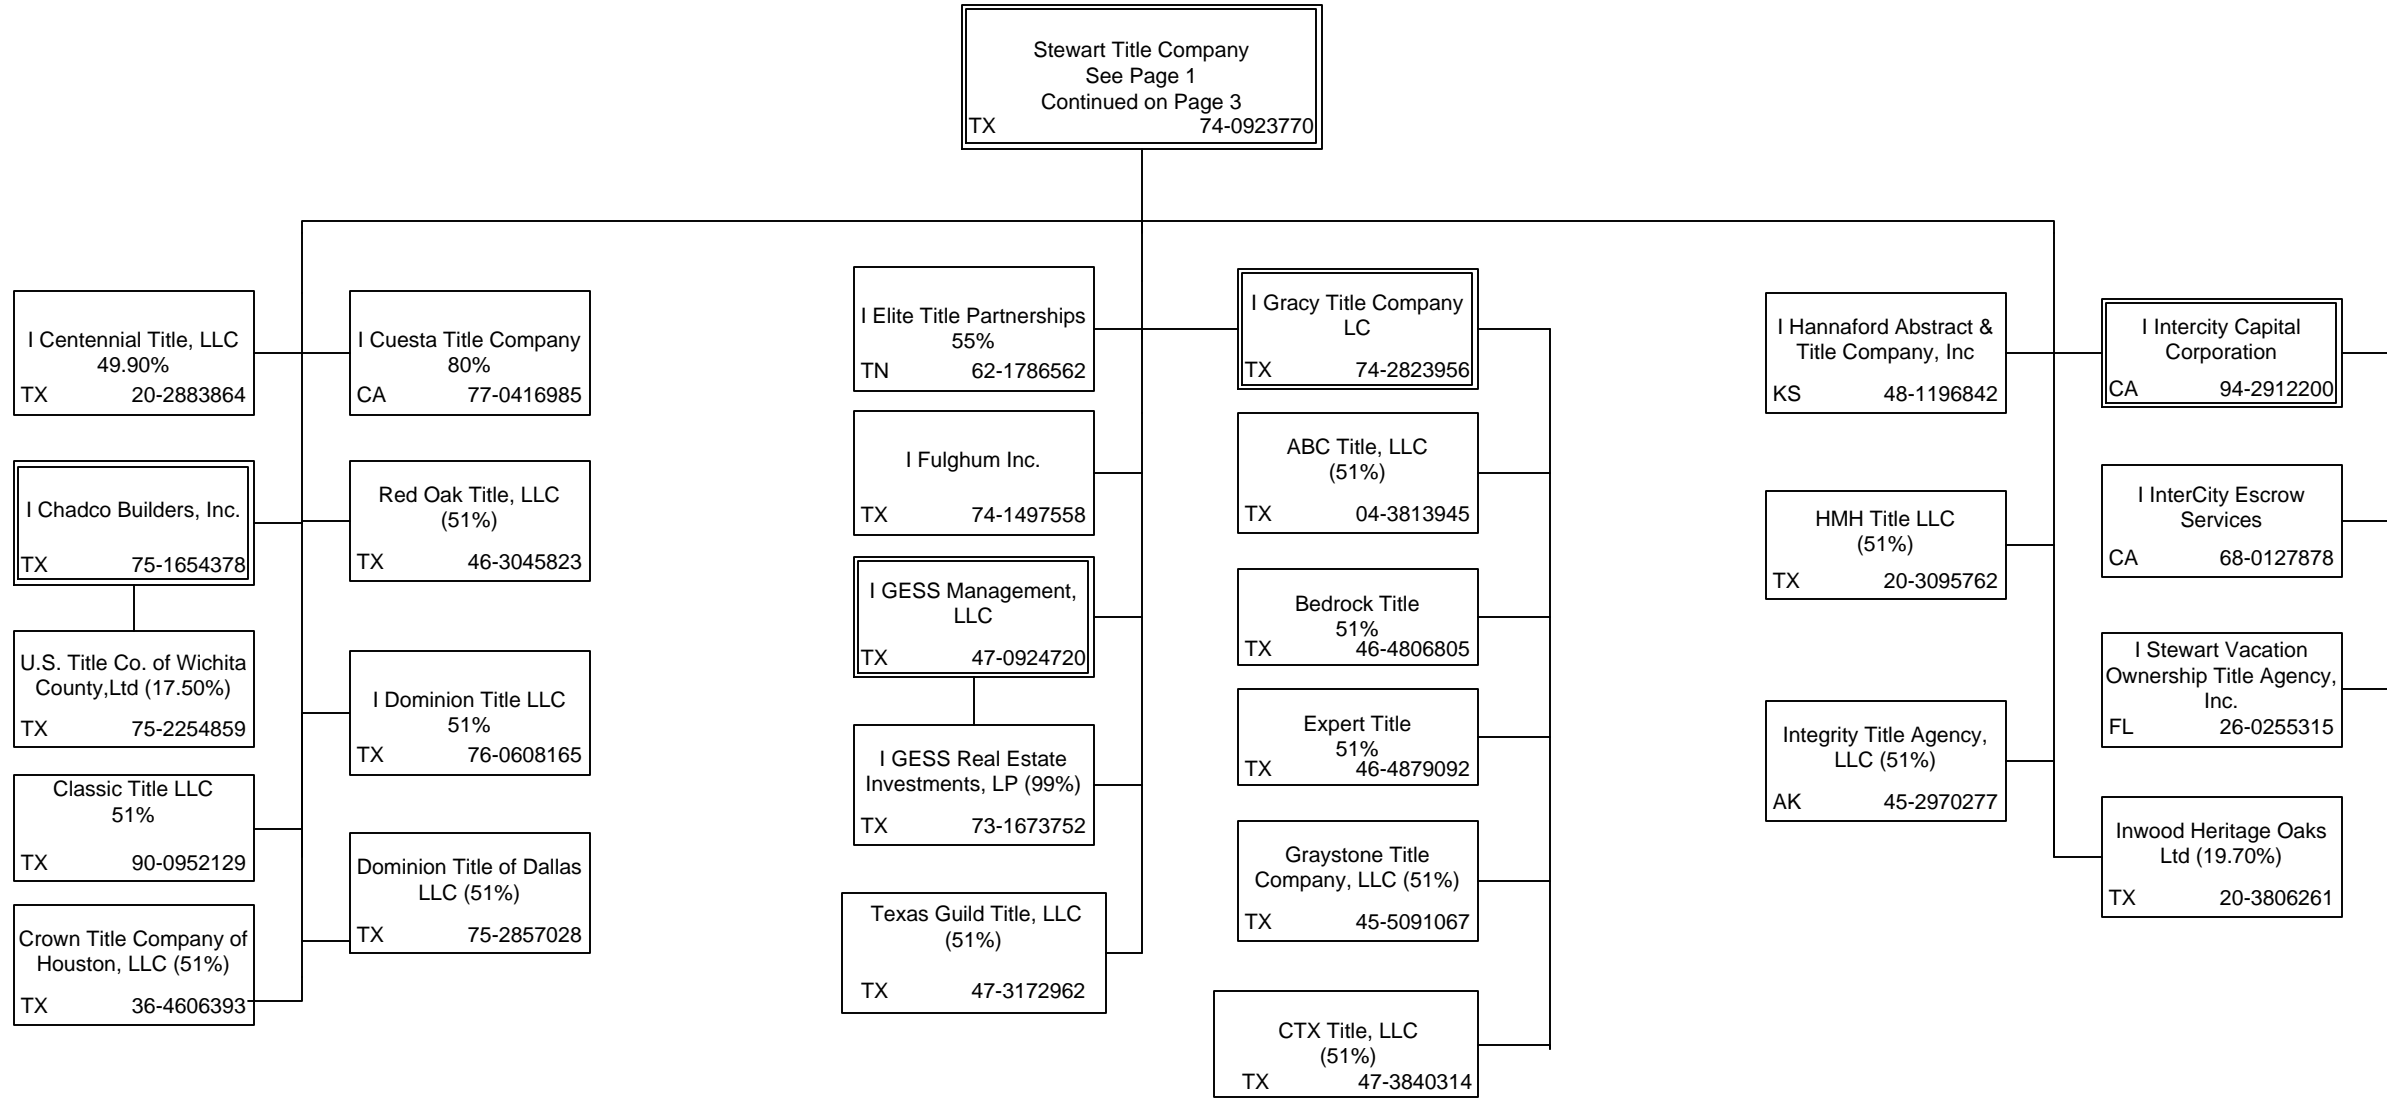 Stewart Title Company
See Page 1
Continued on Page 3
TX 74-0923770
I Centennial Title, LLC
49.90%
TX 20-2883864
I Cuesta Title Company
80%
CA 77-0416985
I Chadco Builders, Inc.
TX 75-1654378
Red Oak Title, LLC
(51%)
TX 46-3045823
U.S. Title Co. of Wichita
County,Ltd (17.50%)
TX 75-2254859
I Dominion Title LLC
51%
TX 76-0608165
Classic Title LLC
51%
TX 90-0952129
Dominion Title of Dallas
LLC (51%)
TX 75-2857028
Crown Title Company of
Houston, LLC (51%)
TX 36-4606393
I Elite Title Partnerships
55%
TN 62-1786562
I Fulghum Inc.
TX 74-1497558
I GESS Management,
LLC
TX 47-0924720
I GESS Real Estate
Investments, LP (99%)
TX 73-1673752
Texas Guild Title, LLC
(51%)
TX 47-3172962
I Gracy Title Company
LC
TX 74-2823956
ABC Title, LLC
(51%)
TX 04-3813945
Bedrock Title
51%
TX 46-4806805
Expert Title
51%
TX 46-4879092
Graystone Title
Company, LLC (51%)
TX 45-5091067
CTX Title, LLC
(51%)
TX 47-3840314
I Hannaford Abstract &
Title Company, Inc
KS 48-1196842
HMH Title LLC
(51%)
TX 20-3095762
Integrity Title Agency,
LLC (51%)
AK 45-2970277
I Intercity Capital
Corporation
CA 94-2912200
I InterCity Escrow
Services
CA 68-0127878
I Stewart Vacation
Ownership Title Agency,
Inc.
FL 26-0255315
Inwood Heritage Oaks
Ltd (19.70%)
TX 20-3806261